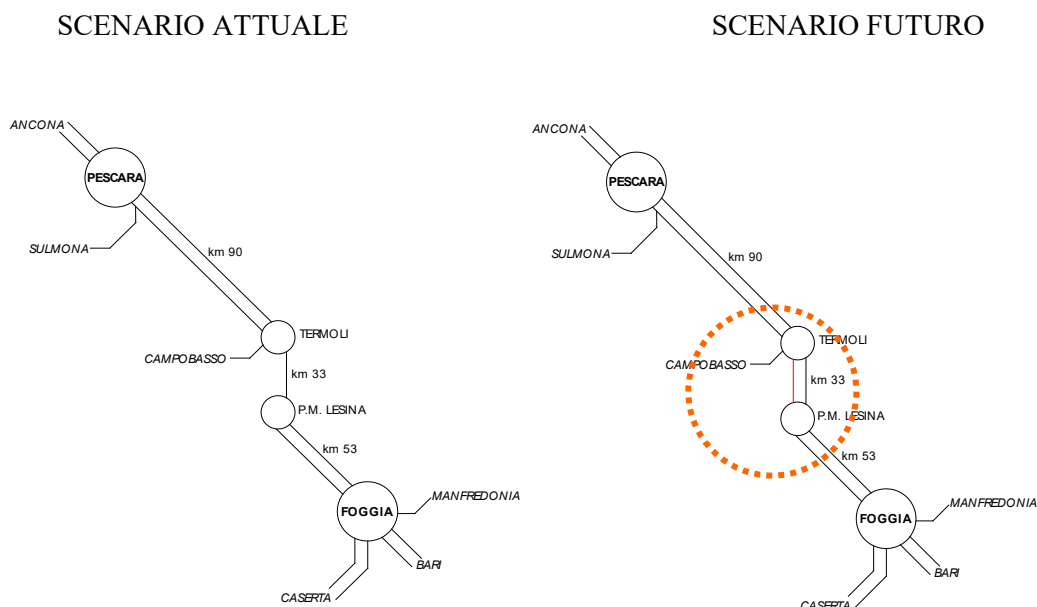 SCENARIO ATTUALE
SCENARIO FUTURO
ANCONA
PESCARA
SULMONA
km 90
TERMOLI
CAMPOBASSO
km 33
P.M. LESINA
km 53
MANFREDONIA
FOGGIA
BARI
CASERTA
ANCONA
PESCARA
SULMONA
km 90
TERMOLI
CAMPOBASSO
km 33
P.M. LESINA
km 53
MANFREDONIA
FOGGIA
BARI
CASERTA